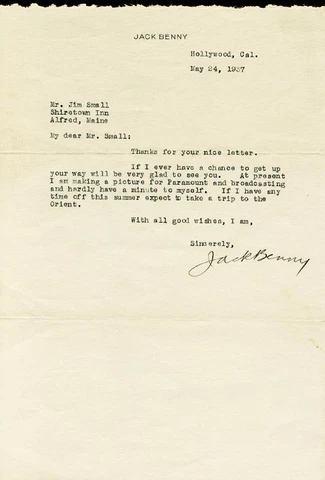 JACK BENNY
Hollywood, Cal.
May 24, 1937
Mr. Jim Small
Shiretown Inn
Alfred, Maine
My dear Mr. Small:
Thanks for your nice letter.
If I ever have a chance to get up
your way will be very glad to see you. At present
I am making a picture for Paramount and broadcasting
and hardly have a minute to myself. If I have any
time off this summer expect to take a trip to the
Orient.
With all good wishes, I am,
Sincerely,
Jack Benny